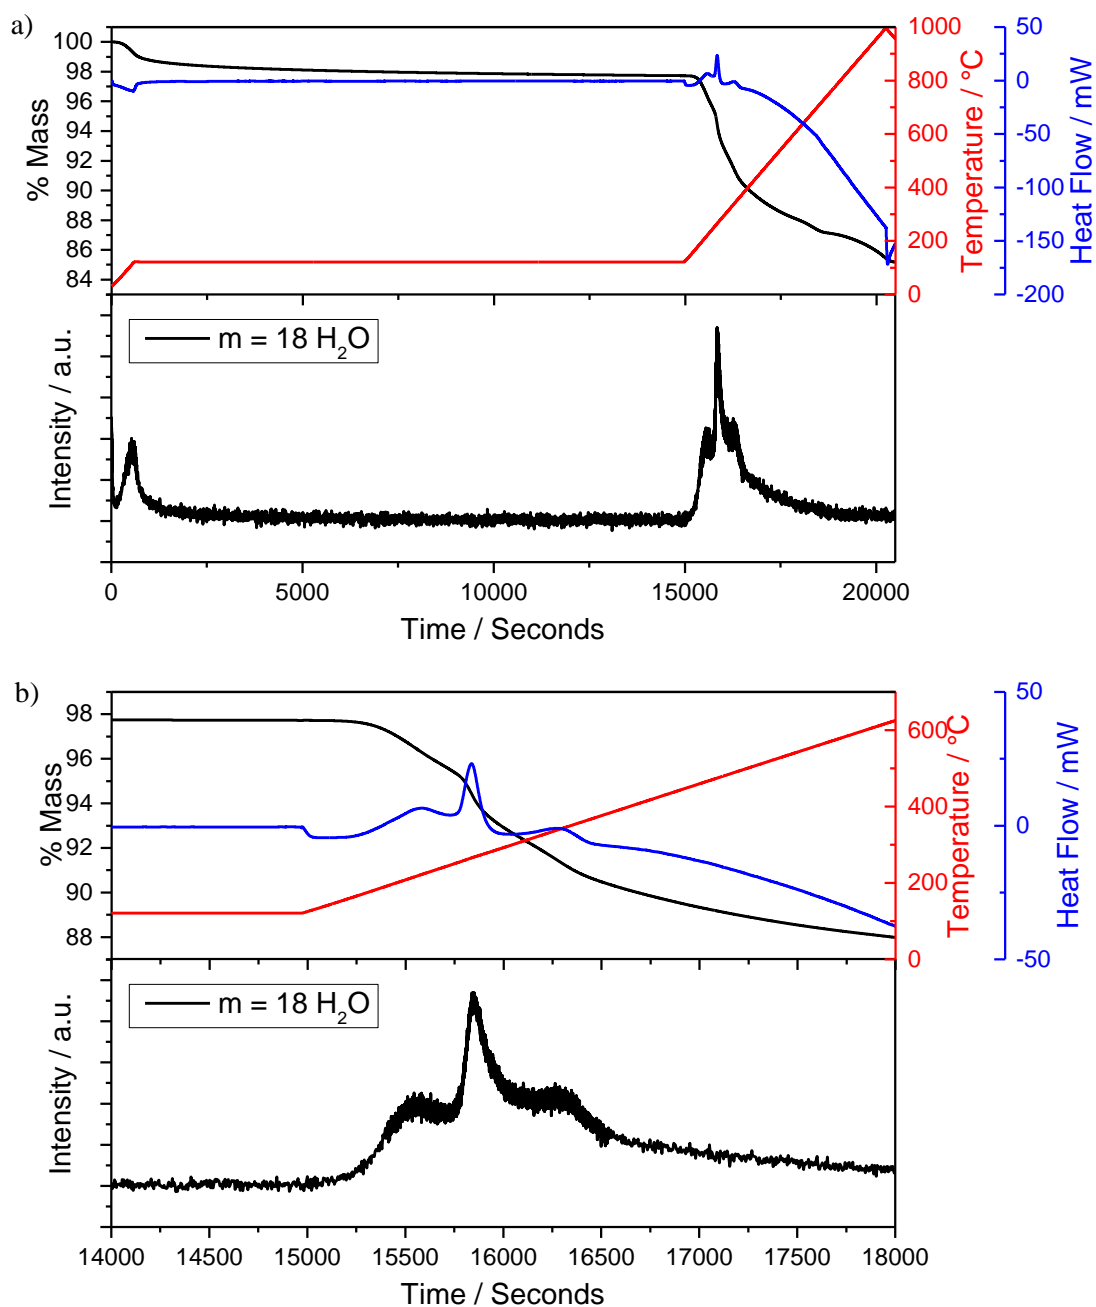 a)
100
98
96
94
92
90
88
86
84
% Mass
1000
800
600
400
200
0
Temperature / °C
50
0
-50
-100
-150
-200
Heat Flow / mW
m = 18 H₂O
Intensity / a.u.
0 5000 10000 15000 20000
Time / Seconds
b)
98
96
94
92
90
88
% Mass
600
400
200
0
Temperature / °C
50
0
-50
Heat Flow / mW
m = 18 H₂O
Intensity / a.u.
14000 14500 15000 15500 16000 16500 17000 17500 18000
Time / Seconds